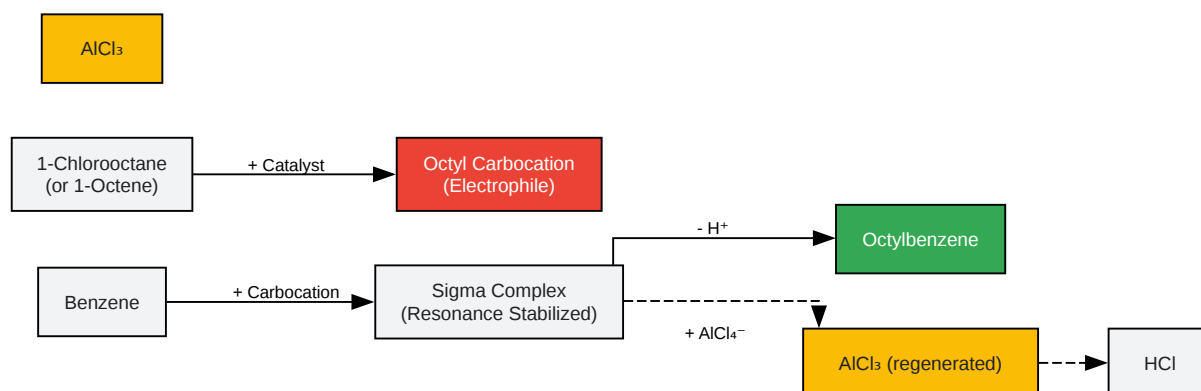 AlCl₃
1-Chlorooctane
(or 1-Octene)
+ Catalyst
Octyl Carbocation
(Electrophile)
Benzene
+ Carbocation
Sigma Complex
(Resonance Stabilized)
- H⁺
Octylbenzene
+ AlCl₄⁻
AlCl₃ (regenerated)
HCl